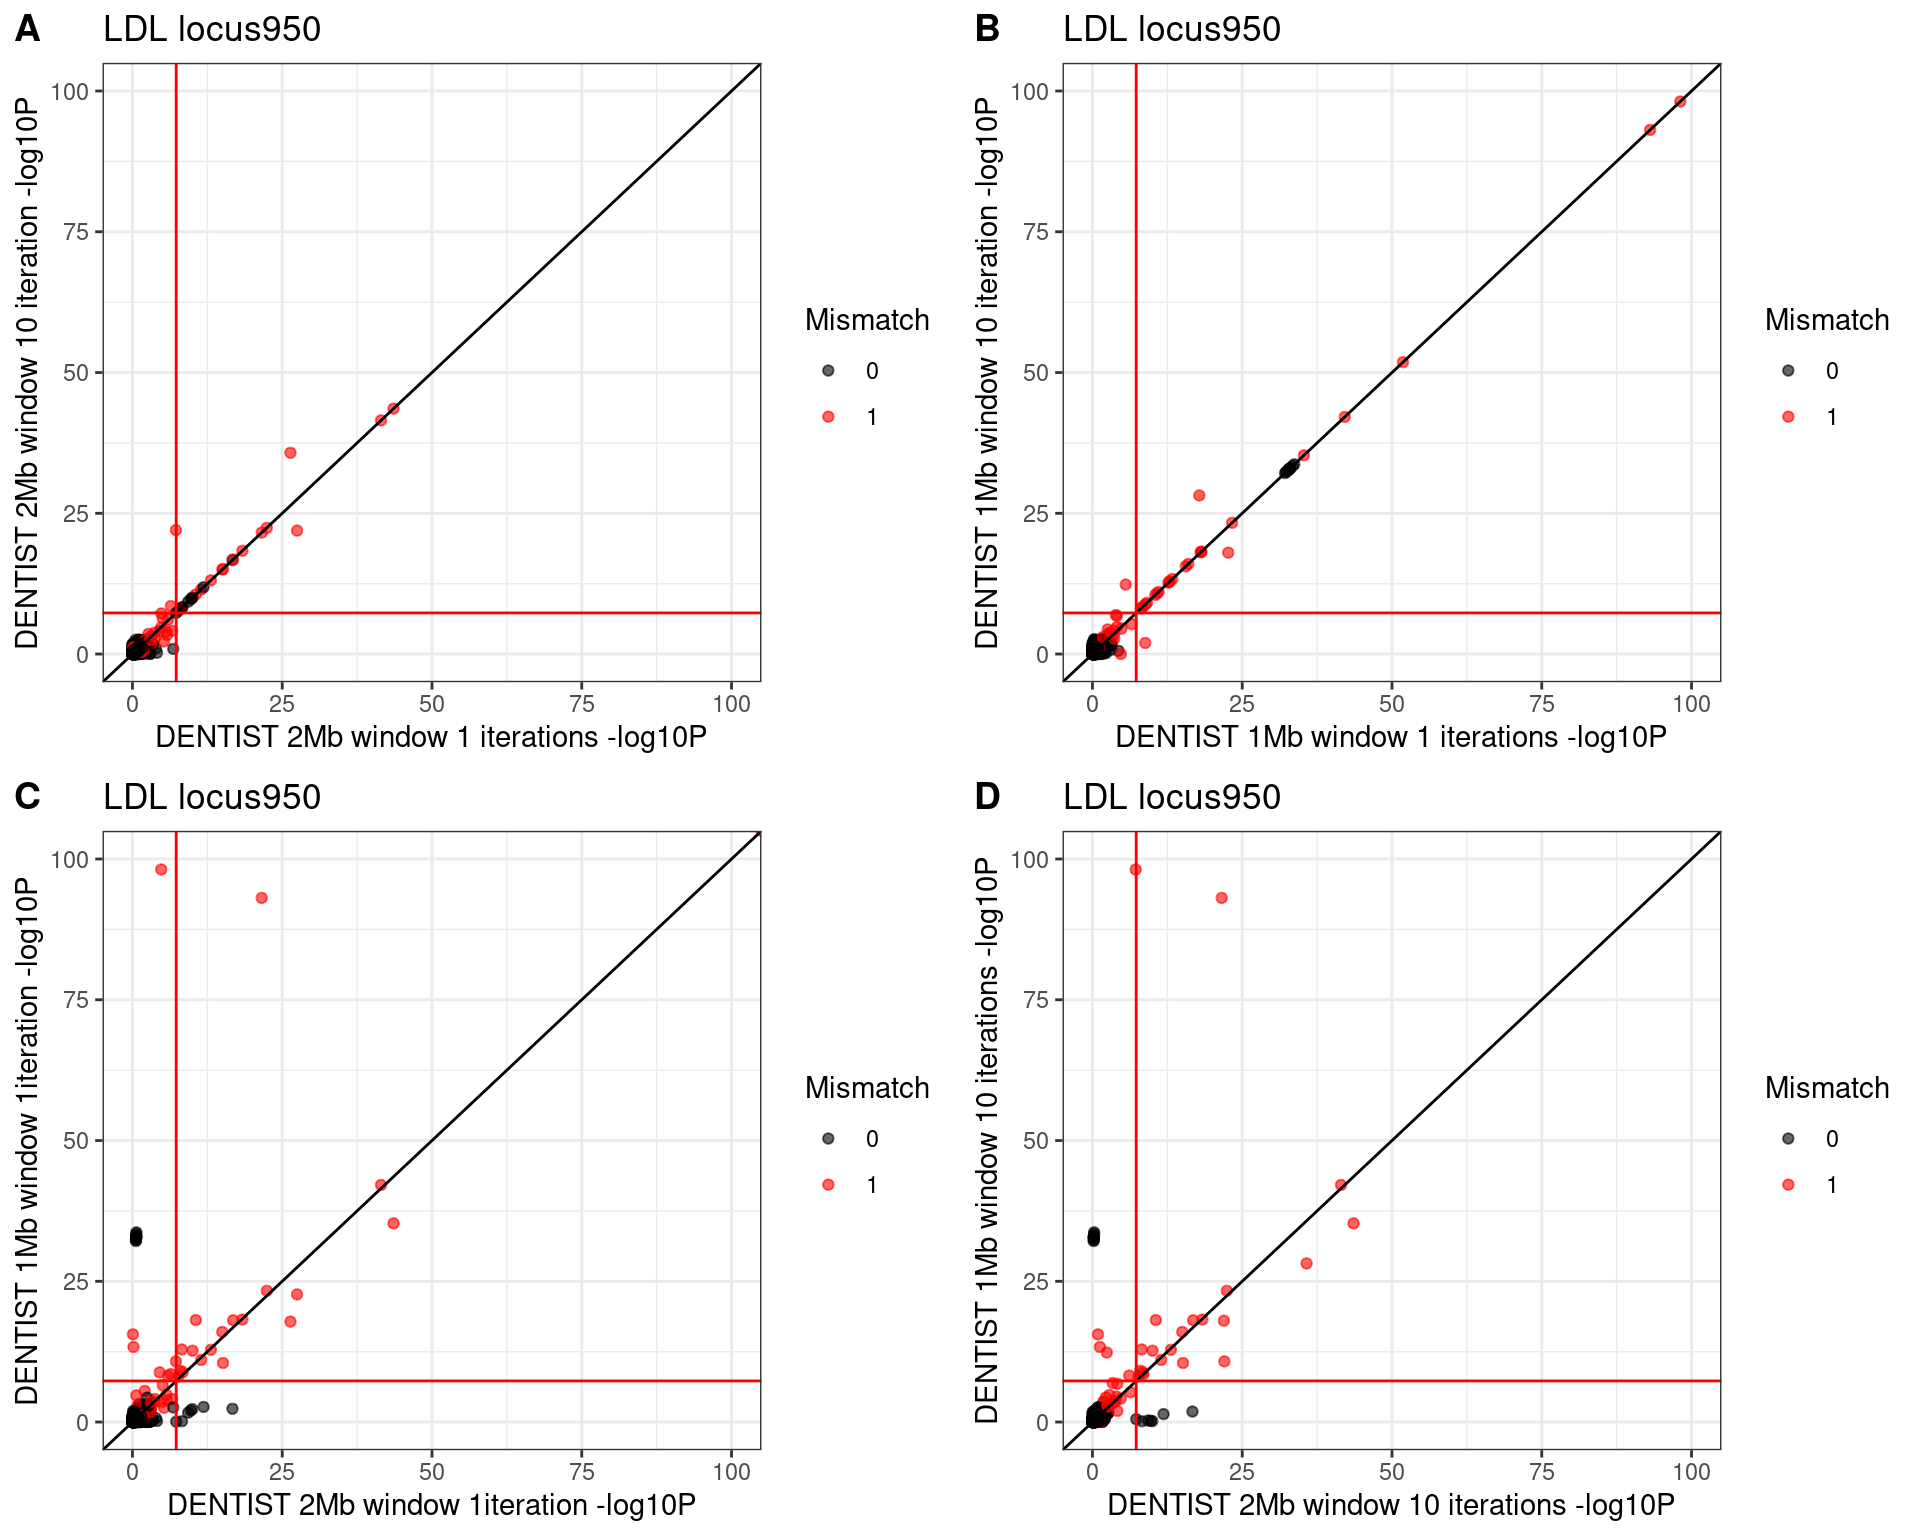 A LDL locus950
DENTIST 2Mb window 10 iteration -log10P
100
75
50
25
0
0 25 50 75 100
DENTIST 2Mb window 1 iterations -log10P
Mismatch
0
1
B LDL locus950
DENTIST 1Mb window 10 iteration -log10P
100
75
50
25
0
0 25 50 75 100
DENTIST 1Mb window 1 iterations -log10P
Mismatch
0
1
C LDL locus950
DENTIST 1Mb window 1iteration -log10P
100
75
50
25
0
0 25 50 75 100
DENTIST 2Mb window 1iteration -log10P
Mismatch
0
1
D LDL locus950
DENTIST 1Mb window 10 iterations -log10P
100
75
50
25
0
0 25 50 75 100
DENTIST 2Mb window 10 iterations -log10P
Mismatch
0
1